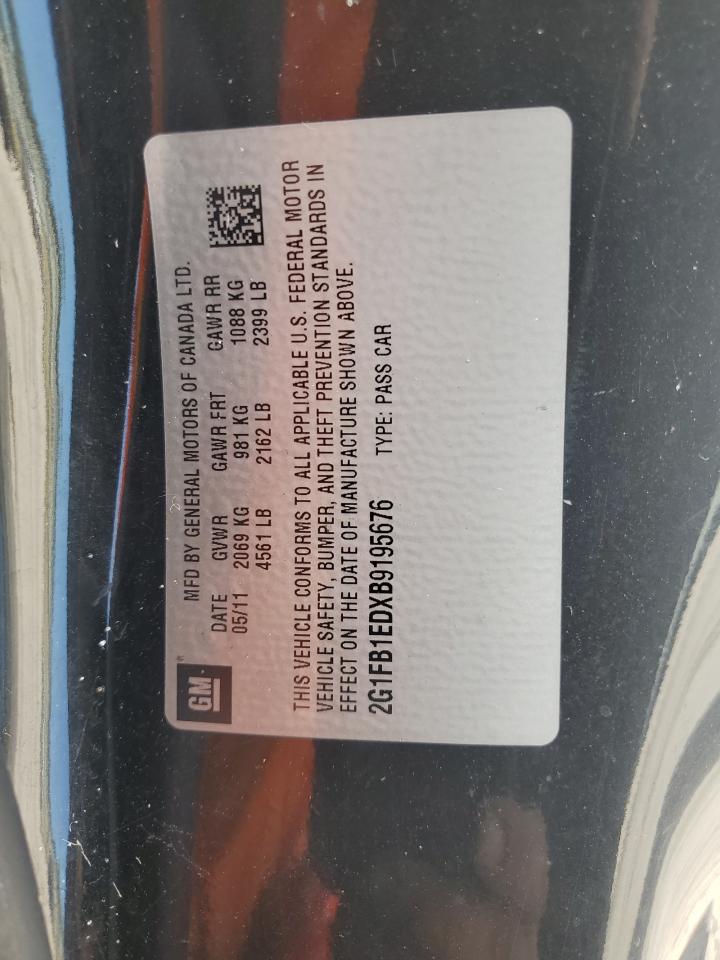 GM
MFD BY GENERAL MOTORS OF CANADA LTD.
DATE GVWR GAWR FRT GAWR RR
05/11 2069 KG 981 KG 1088 KG
4561 LB 2162 LB 2399 LB
THIS VEHICLE CONFORMS TO ALL APPLICABLE U.S. FEDERAL MOTOR
VEHICLE SAFETY, BUMPER, AND THEFT PREVENTION STANDARDS IN
EFFECT ON THE DATE OF MANUFACTURE SHOWN ABOVE.
2G1FB1EDXB9195676 TYPE: PASS CAR